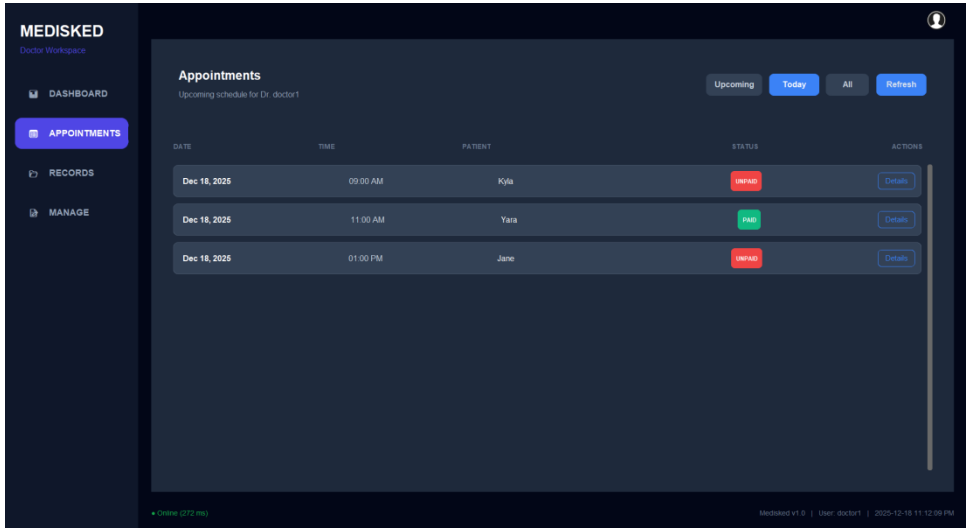 MEDISKED
Doctor Workspace
DASHBOARD
APPOINTMENTS
RECORDS
MANAGE
Appointments
Upcoming schedule for Dr. doctor1
Upcoming Today All Refresh
DATE TIME PATIENT STATUS ACTIONS
Dec 18, 2025 09:00 AM Kyla UNPAID Details
Dec 18, 2025 11:00 AM Yara PAID Details
Dec 18, 2025 01:00 PM Jane UNPAID Details
● Online (272 ms)
Medisked v1.0 | User: doctor1 | 2025-12-18 11:12:09 PM